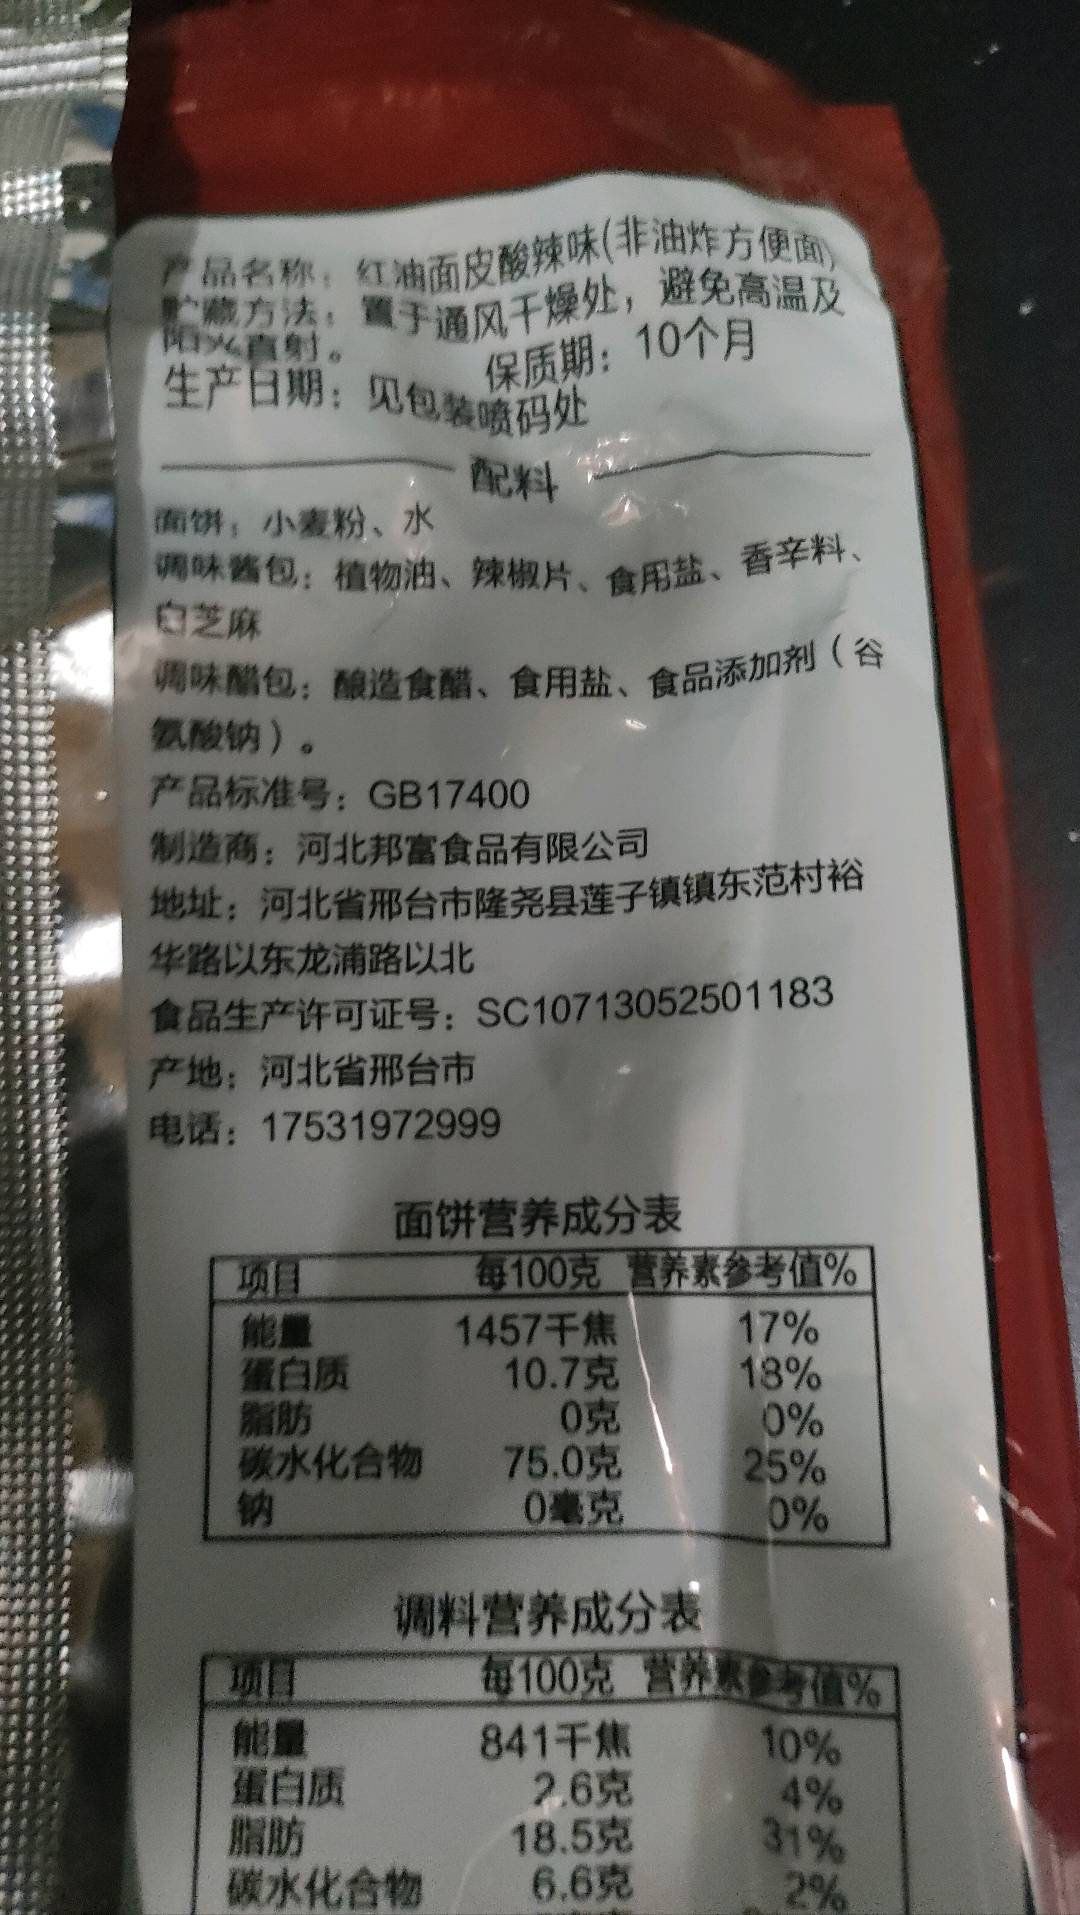 产品名称：红油面皮酸辣味(非油炸方便面)
贮藏方法：置于通风干燥处，避免高温及
阳光直射。
保质期：10个月
生产日期：见包装喷码处
配料
面饼：小麦粉、水
调味酱包：植物油、辣椒片、食用盐、香辛料、
白芝麻
调味醋包：酿造食醋、食用盐、食品添加剂（谷
氨酸钠）。
产品标准号：GB17400
制造商：河北邦富食品有限公司
地址：河北省邢台市隆尧县莲子镇镇东范村裕
华路以东龙浦路以北
食品生产许可证号：SC10713052501183
产地：河北省邢台市
电话：17531972999
面饼营养成分表
项目 每100克 营养素参考值%
能量 1457千焦 17%
蛋白质 10.7克 18%
脂肪 0克 0%
碳水化合物 75.0克 25%
钠 0毫克 0%
调料营养成分表
项目 每100克 营养素参考值%
能量 841千焦 10%
蛋白质 2.6克 4%
脂肪 18.5克 31%
碳水化合物 6.6克 2%